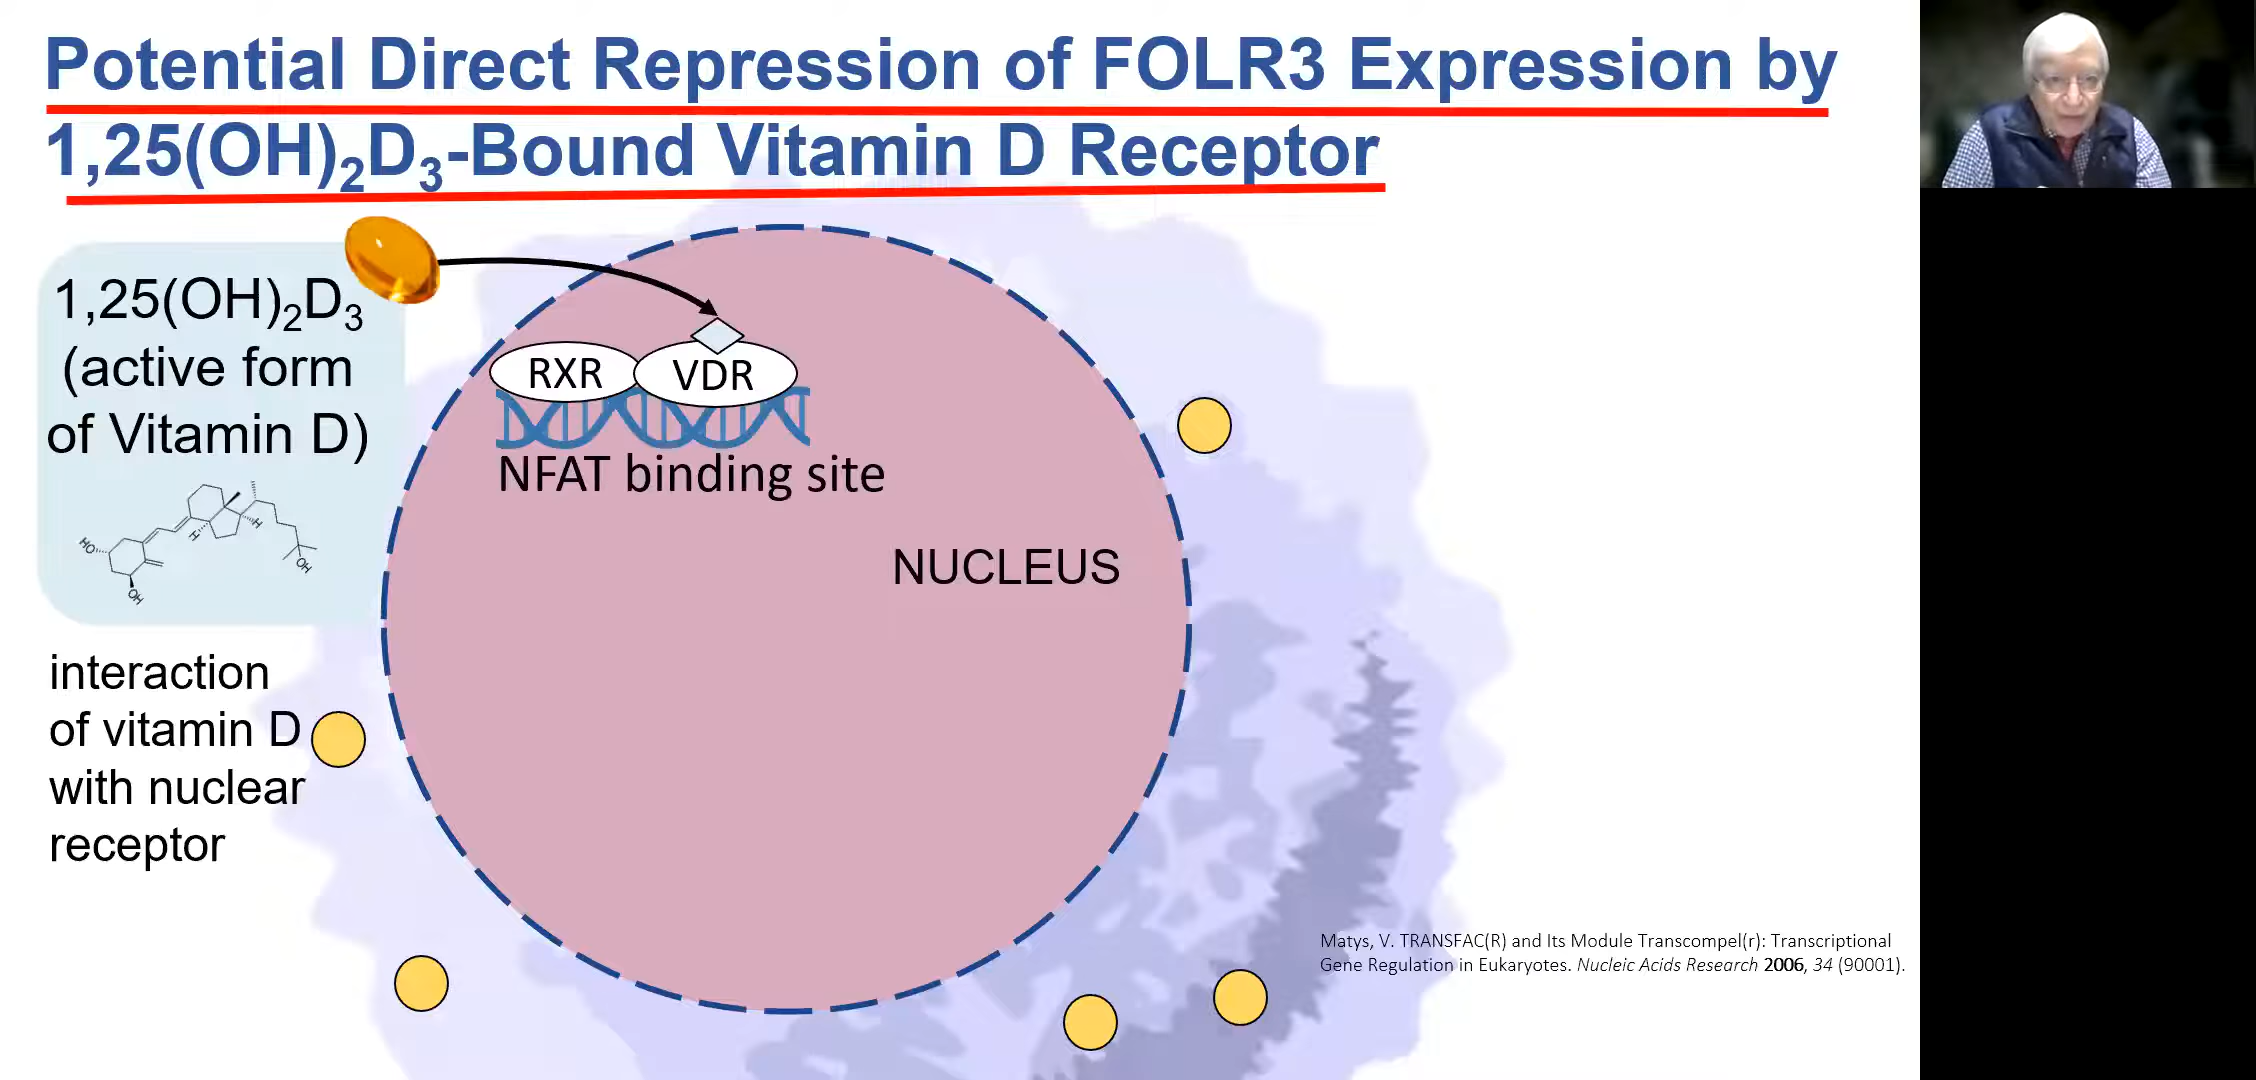 Potential Direct Repression of FOLR3 Expression by
1,25(OH)₂D₃-Bound Vitamin D Receptor
1,25(OH)₂D₃
(active form
of Vitamin D)
HO
OH
H
H
OH
interaction
of vitamin D
with nuclear
receptor
RXR
VDR
NFAT binding site
NUCLEUS
Matys, V. TRANSFAC(R) and Its Module Transcompel(r): Transcriptional
Gene Regulation in Eukaryotes. Nucleic Acids Research 2006, 34 (90001).